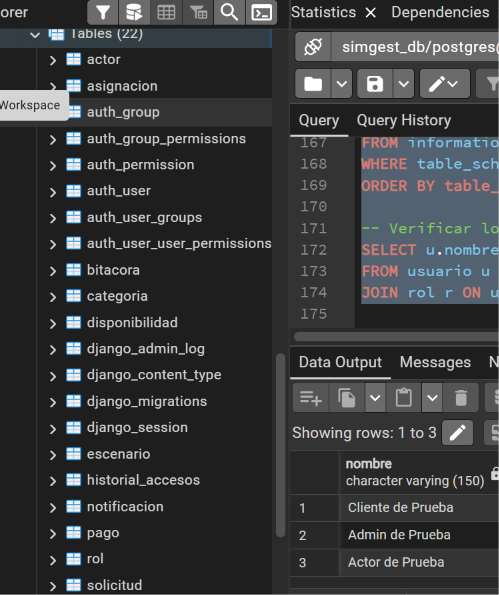 orer
Tables (22)
actor
asignacion
Workspace
auth_group
auth_group_permissions
auth_permission
auth_user
auth_user_groups
auth_user_user_permissions
bitacora
categoria
disponibilidad
django_admin_log
django_content_type
django_migrations
django_session
escenario
historial_accesos
notificacion
pago
rol
solicitud
Statistics
Dependencies
simgest_db/postgres(
Query
Query History
167 FROM informatio
168 WHERE table_sch
169 ORDER BY table_
170
171 -- Verificar lo
172 SELECT u.nombre
173 FROM usuario u
174 JOIN rol r ON u
175
Data Output
Messages
N
Showing rows: 1 to 3
nombre
character varying (150)
1 Cliente de Prueba
2 Admin de Prueba
3 Actor de Prueba